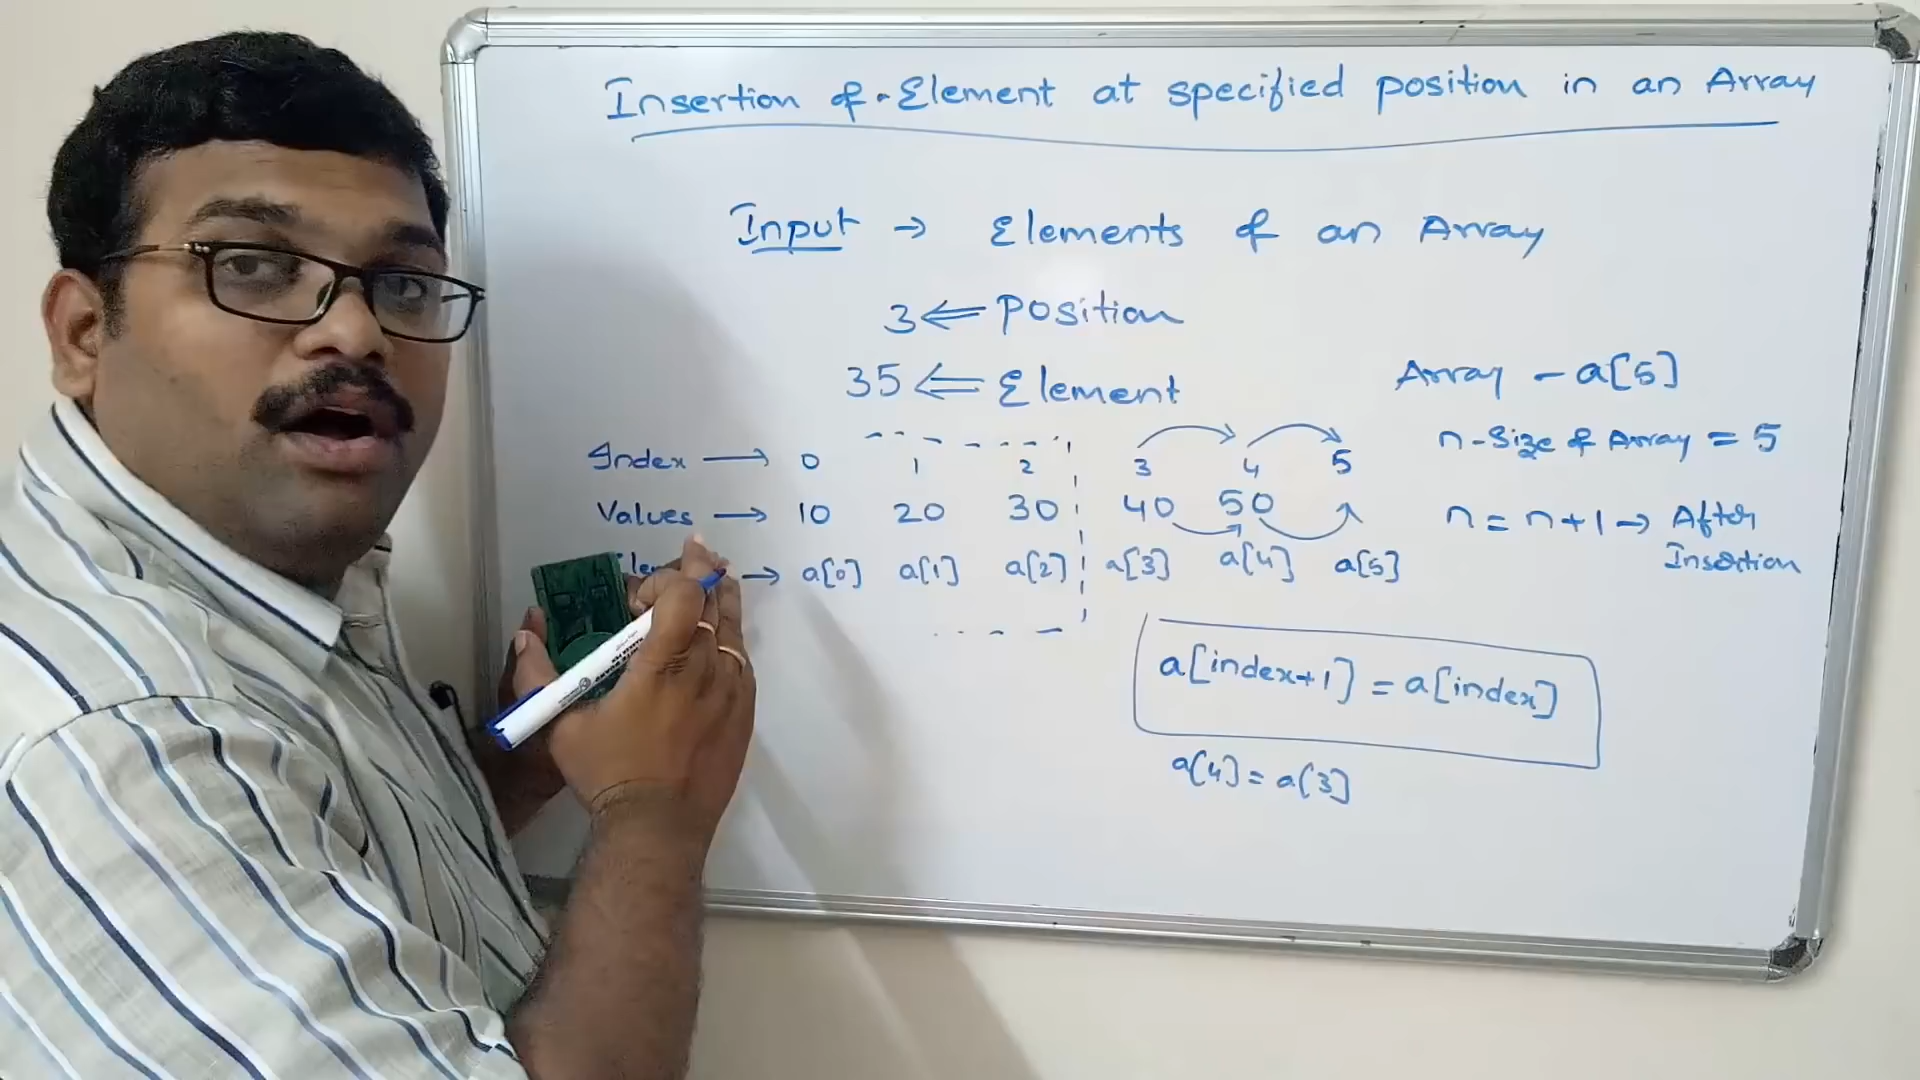 Insertion of Element at specified position in an Array
Input → Elements of an Array
3 ⇐ Position
35 ⇐ Element
Array - a[5]
n - Size of Array = 5
n = n+1 → After
Insertion
Index → 0 1 2 3 4 5
Values → 10 20 30 40 50
→ a[0] a[1] a[2] a[3] a[4] a[5]
a[index+1] = a[index]
a[4] = a[3]